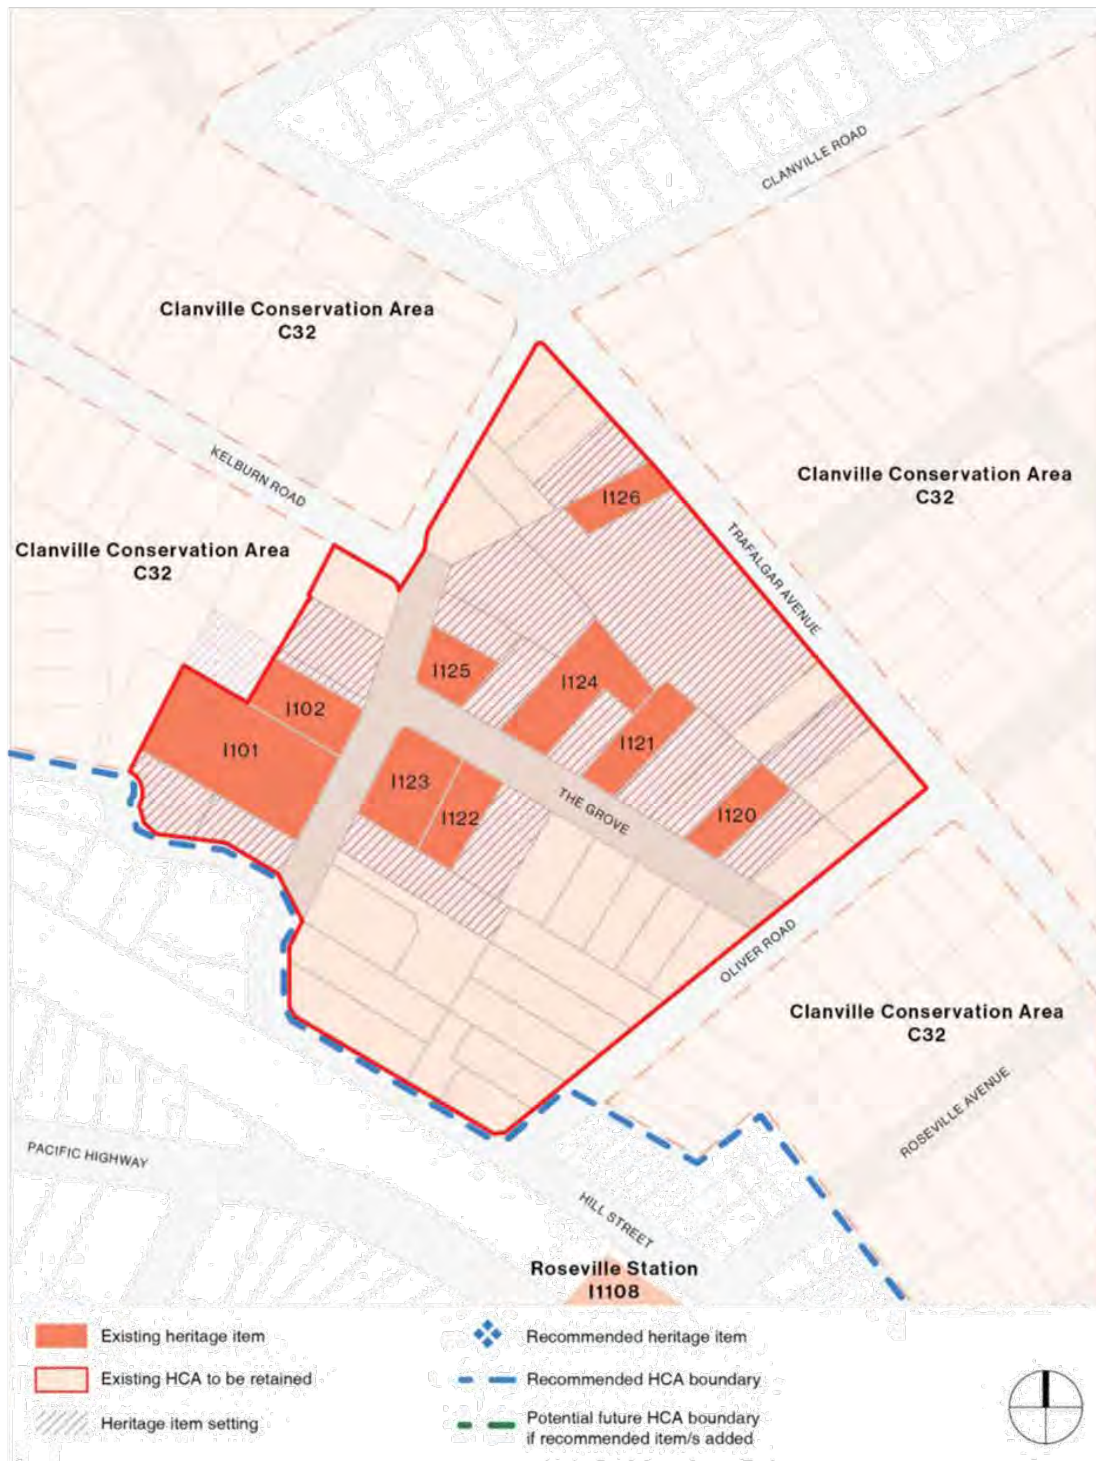 CLANVILLE ROAD
Clanville Conservation Area
C32
KELBURN ROAD
Clanville Conservation Area
C32
I126
TRAFALGAR AVENUE
Clanville Conservation Area
C32
I125
I124
I102
I101
I121
I123
I122
THE GROVE
I120
OLIVER ROAD
Clanville Conservation Area
C32
ROSEVILLE AVENUE
PACIFIC HIGHWAY
HILL STREET
Roseville Station
I1108
Existing heritage item
Existing HCA to be retained
Heritage item setting
Recommended heritage item
Recommended HCA boundary
Potential future HCA boundary
if recommended item/s added